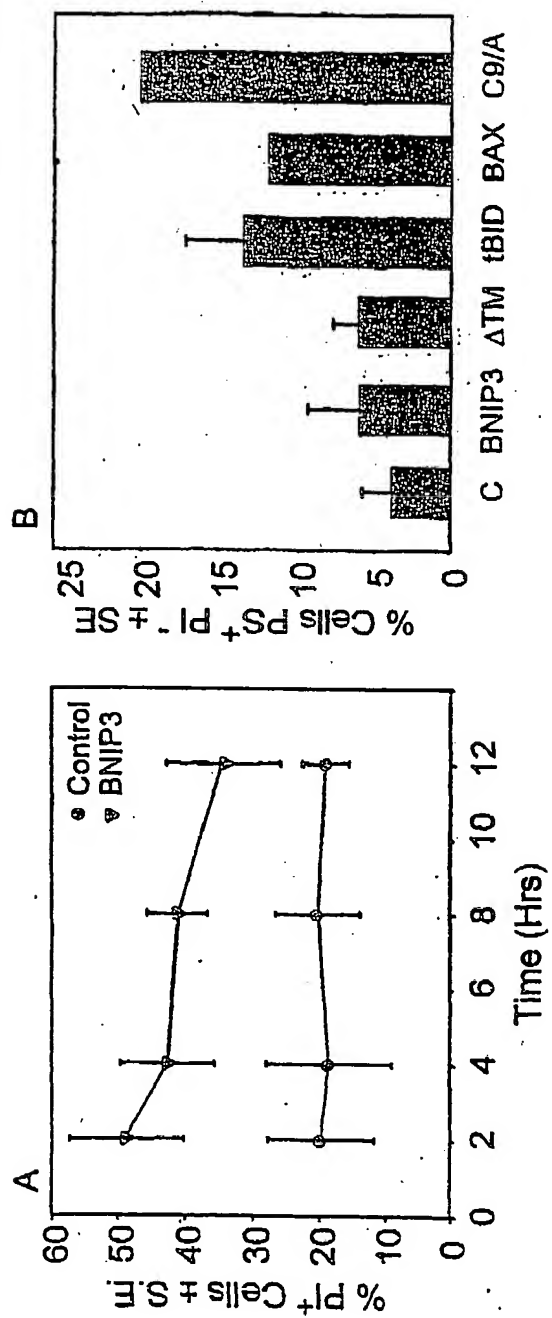 A
60
50
40
30
20
10
0
% PI⁺ Cells ± S.E.
Control
BNIP3
0 2 4 6 8 10 12
Time (Hrs)
B
25
20
15
10
5
0
% Cells PS⁺ PI⁻ ± SE
C BNIP3 ΔTM tBID BAX C9/A